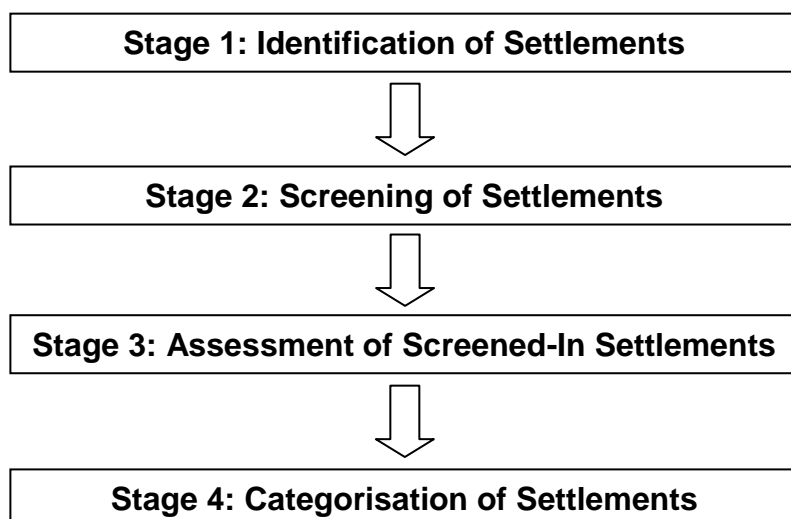 Stage 1: Identification of Settlements
Stage 2: Screening of Settlements
Stage 3: Assessment of Screened-In Settlements
Stage 4: Categorisation of Settlements